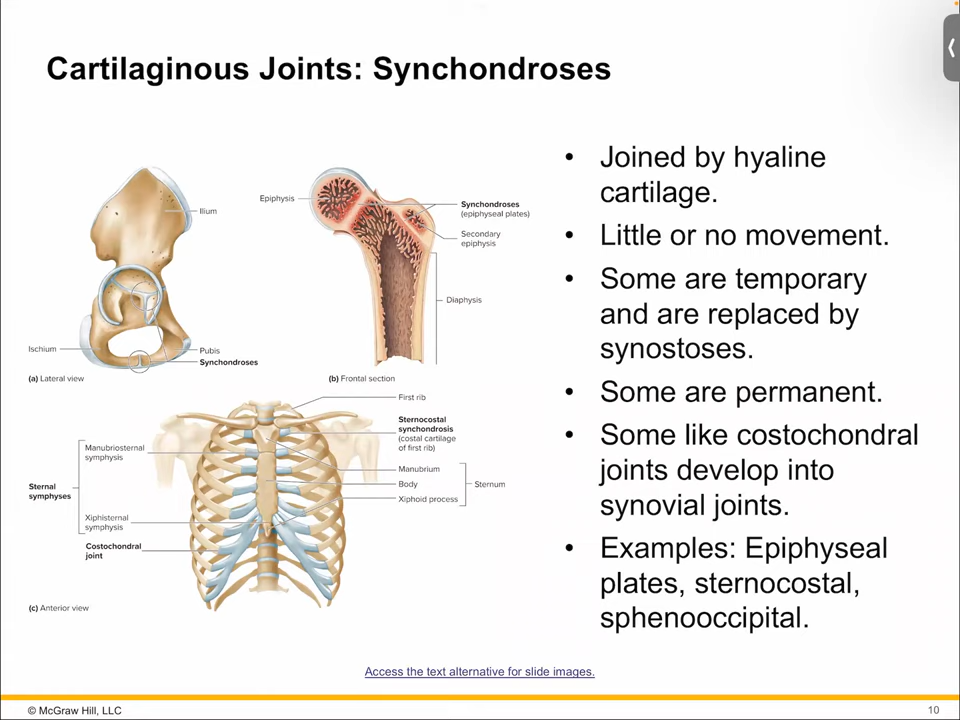 Cartilaginous Joints: Synchondroses
Ilium
Ischium
Pubis
Synchondroses
(a) Lateral view
Epiphysis
Synchondroses
(epiphyseal plates)
Secondary
epiphysis
Diaphysis
(b) Frontal section
First rib
Sternocostal
synchondrosis
(costal cartilage
of first rib)
Manubrium
Body
Xiphoid process
Sternum
Manubriosternal
symphysis
Sternal
symphyses
Xiphisternal
symphysis
Costochondral
joint
(c) Anterior view
• Joined by hyaline
cartilage.
• Little or no movement.
• Some are temporary
and are replaced by
synostoses.
• Some are permanent.
• Some like costochondral
joints develop into
synovial joints.
• Examples: Epiphyseal
plates, sternocostal,
sphenooccipital.
Access the text alternative for slide images.
© McGraw Hill, LLC
10